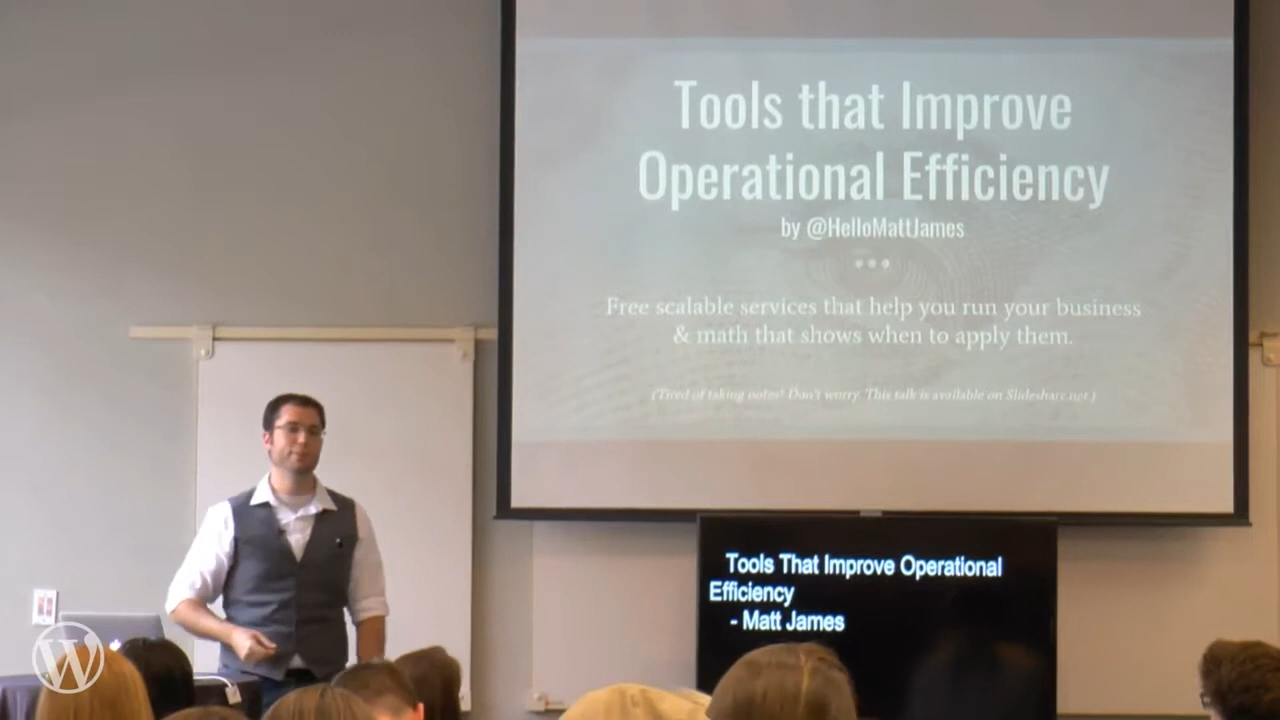 Tools that Improve
Operational Efficiency
by @HelloMattJames
Free scalable services that help you run your business
& math that shows when to apply them.
(Tired of taking notes? Don't worry. This talk is available on Slideshare.net.)
Tools That Improve Operational
Efficiency
- Matt James